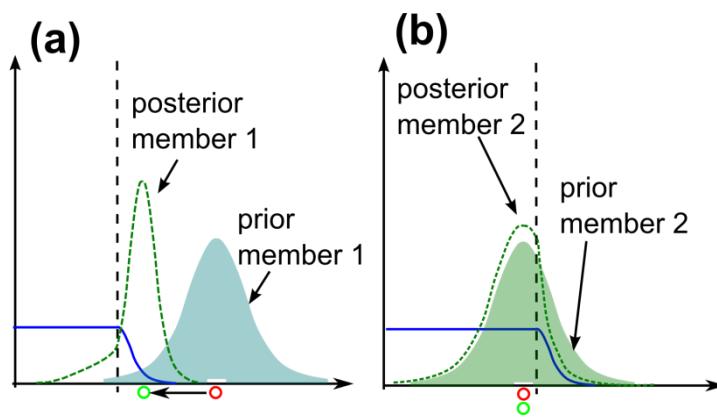 (a)
posterior
member 1
prior
member 1
(b)
posterior
member 2
prior
member 2